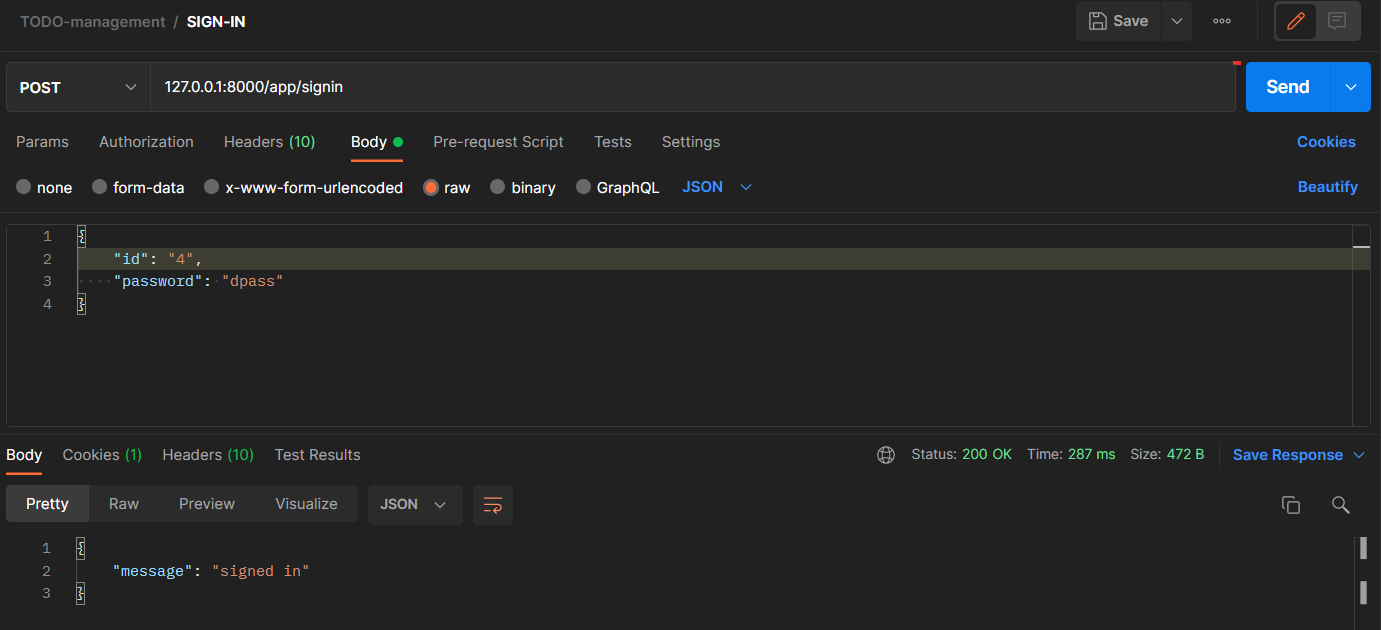 TODO-management / SIGN-IN
Save
POST 127.0.0.1:8000/app/signin Send
Params Authorization Headers (10) Body Pre-request Script Tests Settings Cookies
none form-data x-www-form-urlencoded raw binary GraphQL JSON Beautify
1 {
2 "id": "4",
3 "password": "dpass"
4 }
Body Cookies (1) Headers (10) Test Results Status: 200 OK Time: 287 ms Size: 472 B Save Response
Pretty Raw Preview Visualize JSON
1 {
2 "message": "signed in"
3 }